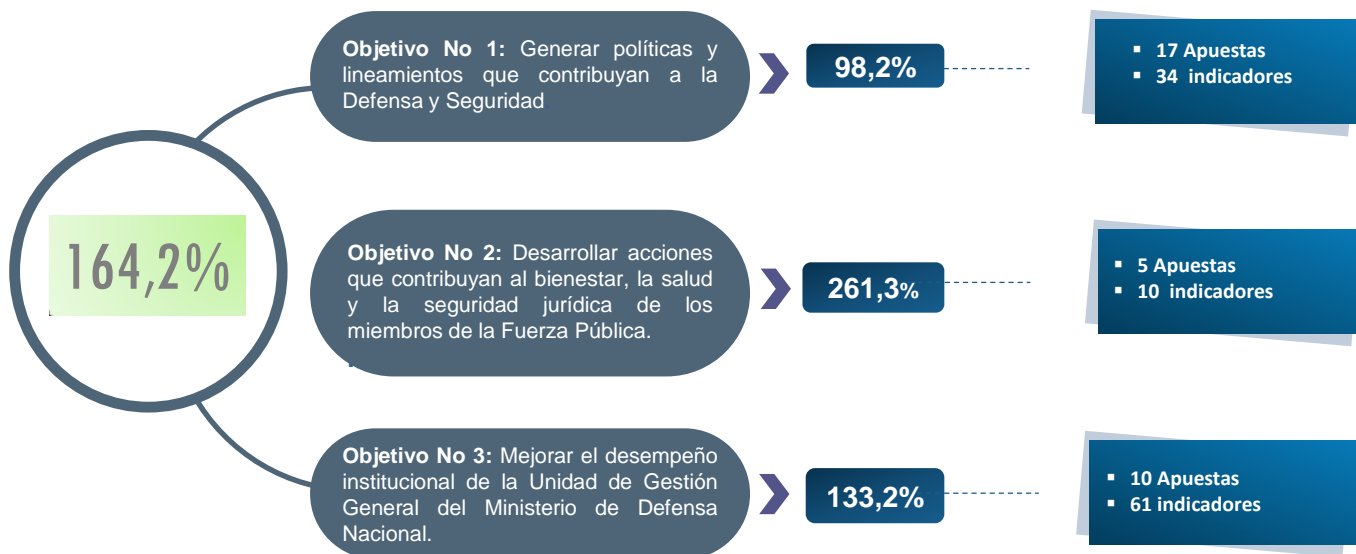 Objetivo No 1: Generar políticas y
lineamientos que contribuyan a la
Defensa y Seguridad
98,2%
▪ 17 Apuestas
▪ 34 indicadores
164,2%
Objetivo No 2: Desarrollar acciones
que contribuyan al bienestar, la salud
y la seguridad jurídica de los
miembros de la Fuerza Pública.
261,3%
▪ 5 Apuestas
▪ 10 indicadores
Objetivo No 3: Mejorar el desempeño
institucional de la Unidad de Gestión
General del Ministerio de Defensa
Nacional.
133,2%
▪ 10 Apuestas
▪ 61 indicadores